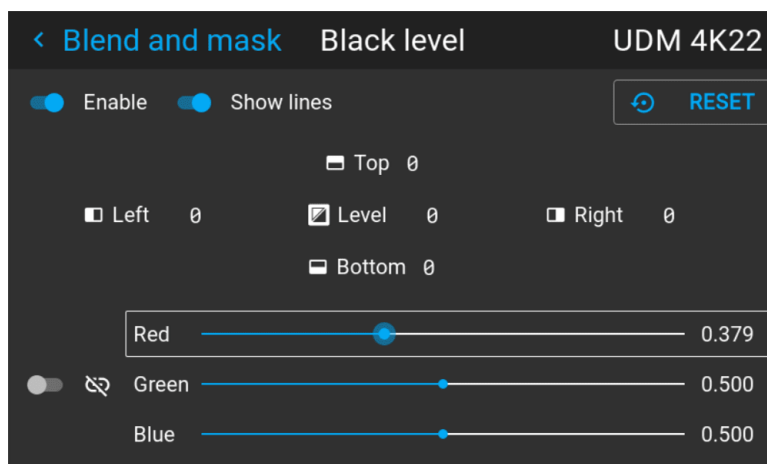 Blend and mask Black level UDM 4K22
Enable Show lines RESET
Top 0
Left 0 Level 0 Right 0
Bottom 0
Red 0.379
Green 0.500
Blue 0.500